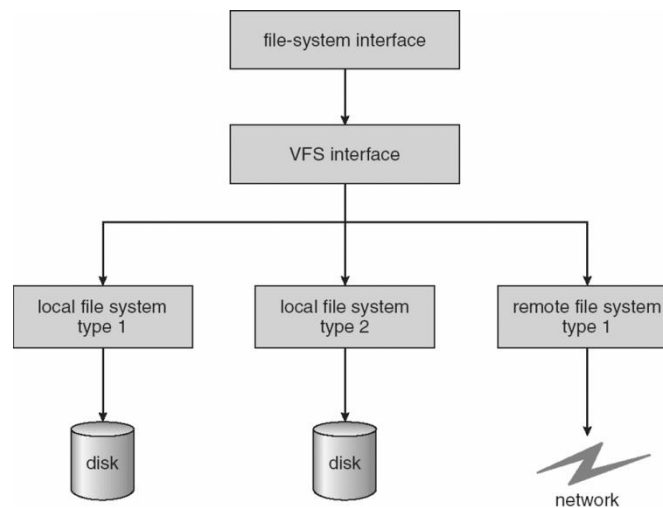 file-system interface
VFS interface
local file system
type 1
local file system
type 2
remote file system
type 1
disk
disk
network